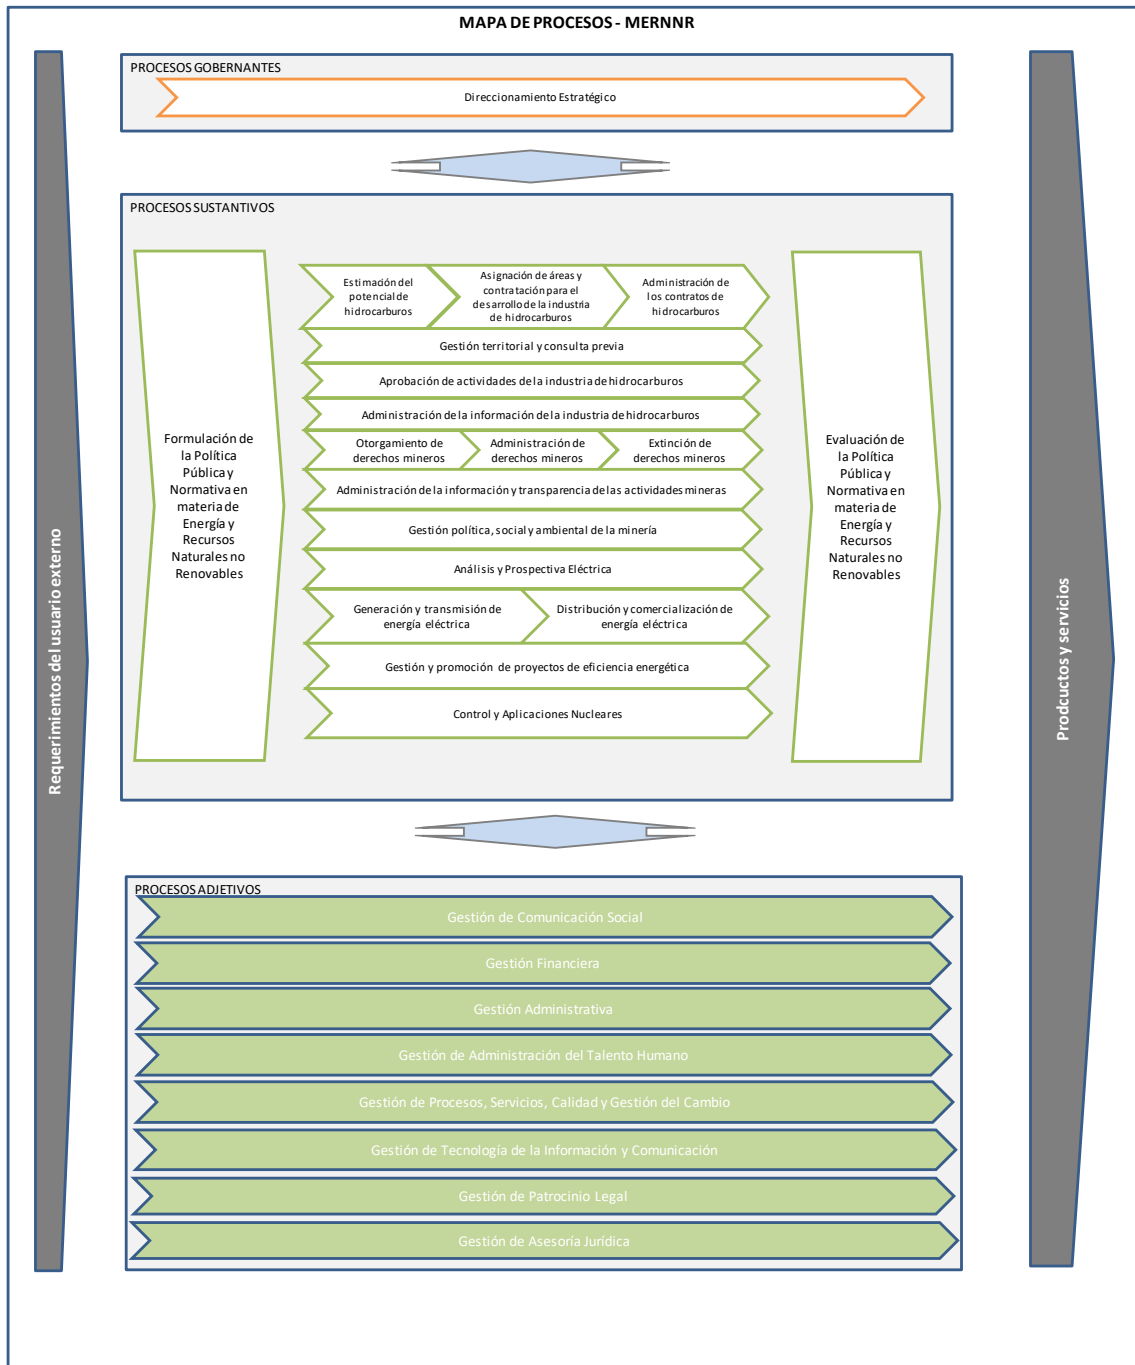 MAPA DE PROCESOS - MERNNR
PROCESOS GOBERNANTES
Direccionamiento Estratégico
Requerimientos del usuario externo
PROCESOS SUSTANTIVOS
Formulación de
la Política
Pública y
Normativa en
materia de
Energía y
Recursos
Naturales no
Renovables
Estimación del
potencial de
hidrocarburos
Asignación de áreas y
contratación para el
desarrollo de la industria
de hidrocarburos
Administración de
los contratos de
hidrocarburos
Gestión territorial y consulta previa
Aprobación de actividades de la industria de hidrocarburos
Administración de la información de la industria de hidrocarburos
Otorgamiento de
derechos mineros
Administración de
derechos mineros
Extinción de
derechos mineros
Administración de la información y transparencia de las actividades mineras
Gestión política, social y ambiental de la minería
Análisis y Prospectiva Eléctrica
Generación y transmisión de
energía eléctrica
Distribución y comercialización de
energía eléctrica
Gestión y promoción de proyectos de eficiencia energética
Control y Aplicaciones Nucleares
Evaluación de
la Política
Pública y
Normativa en
materia de
Energía y
Recursos
Naturales no
Renovables
Prodcuctos y servicios
PROCESOS ADJETIVOS
Gestión de Comunicación Social
Gestión Financiera
Gestión Administrativa
Gestión de Administración del Talento Humano
Gestión de Procesos, Servicios, Calidad y Gestión del Cambio
Gestión de Tecnología de la Información y Comunicación
Gestión de Patrocinio Legal
Gestión de Asesoría Jurídica